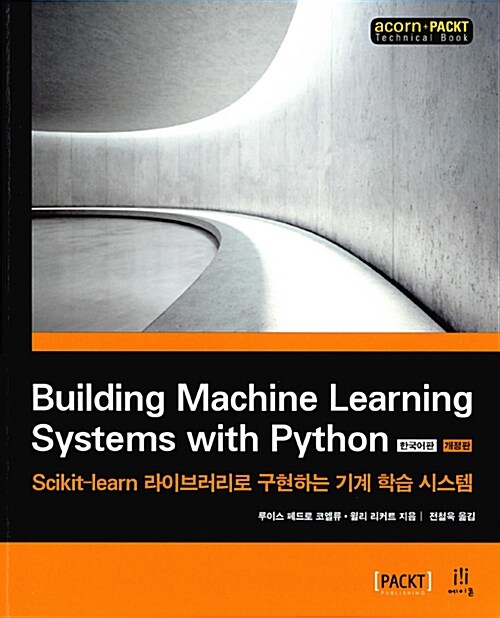 acorn+PACKT
Technical Book
Building Machine Learning
Systems with Python 한국어판 개정판
Scikit-learn 라이브러리로 구현하는 기계 학습 시스템
루이스 페드로 코엘류 • 윌리 리커트 지음 | 전철욱 옮김
[PACKT]
PUBLISHING
에이콘